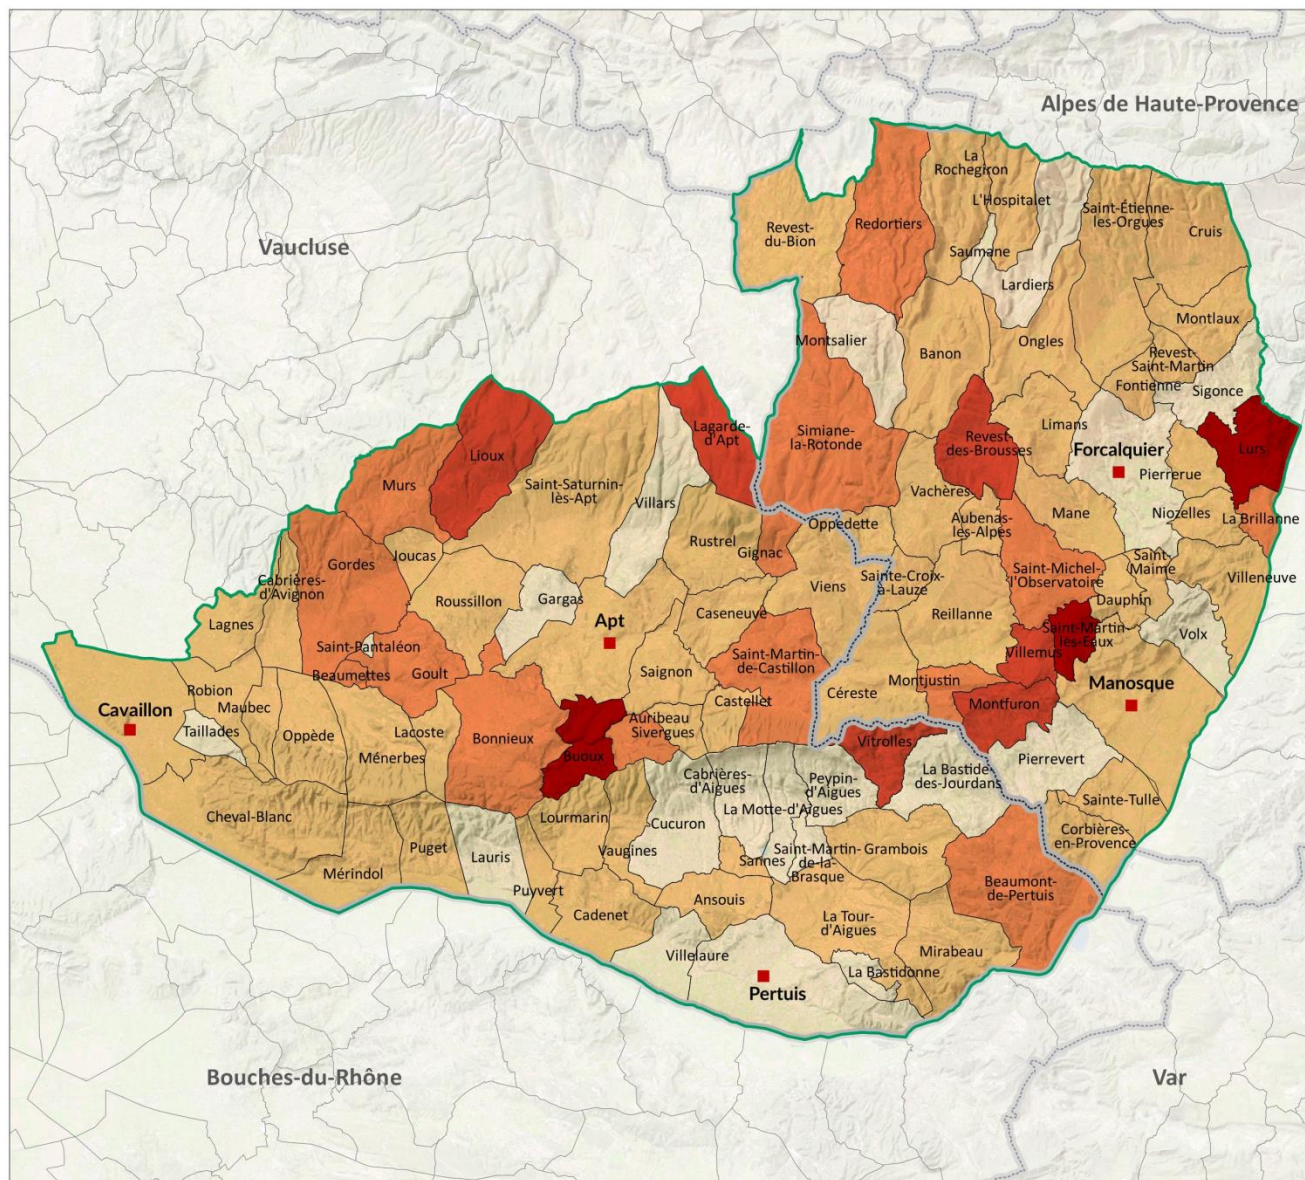 Alpes de Haute-Provence
La
Rochegiron
L'Hospitalet
Saint-Étienne-
les-Orgues
Revest-
du-Bion
Redortiers
Cruis
Vaucluse
Saumane
Lardiers
Montlaux
Montsalier
Banon
Ongles
Revest-
Saint-Martin
Fontienne
Sigonce
Lagarde-
d'Apt
Simiane-
la-Rotonde
Revest-
des-Brousses
Limans
Forcalquier
Lurs
Lioux
Pierrerue
Murs
Saint-Saturnin-
lès-Apt
Villars
Vachères
Oppedette
Aubenas-
les-Alpes
Mane
Niozelles
La Brillanne
Rustrel
Gignac
Joucas
Gordes
Cabrières-
d'Avignon
Saint-Michel-
l'Observatoire
Saint-
Maime
Villeneuve
Sainte-Croix-
à-Lauze
Viens
Roussillon
Gargas
Caseneuve
Reillanne
Dauphin
Lagnes
Apt
Saint-Martin-
les-Eaux
Volx
Saint-Pantaléon
Beaumettes
Goult
Saignon
Saint-Martin-
de-Castillon
Villemus
Montjustin
Manosque
Céreste
Montfuron
Robion
Maubec
Cavaillon
Taillades
Oppède
Lacoste
Ménerbes
Bonnieux
Buoux
Auribeau
Sivergues
Castellet
Vitrolles
Pierrevert
La Bastide-
des-Jourdans
Cabrières-
d'Aigues
Peypin-
d'Aigues
La Motte-d'Aigues
Sainte-Tulle
Cheval-Blanc
Lourmarin
Cucuron
Corbières-
en-Provence
Puget
Lauris
Vaugines
Sannes
Saint-Martin-
de-la-
Brasque
Grambois
Mérindol
Puyvert
Beaumont-
de-Pertuis
Cadenet
Ansouis
La Tour-
d'Aigues
Mirabeau
Villelaure
La Bastidonne
Pertuis
Bouches-du-Rhône
Var